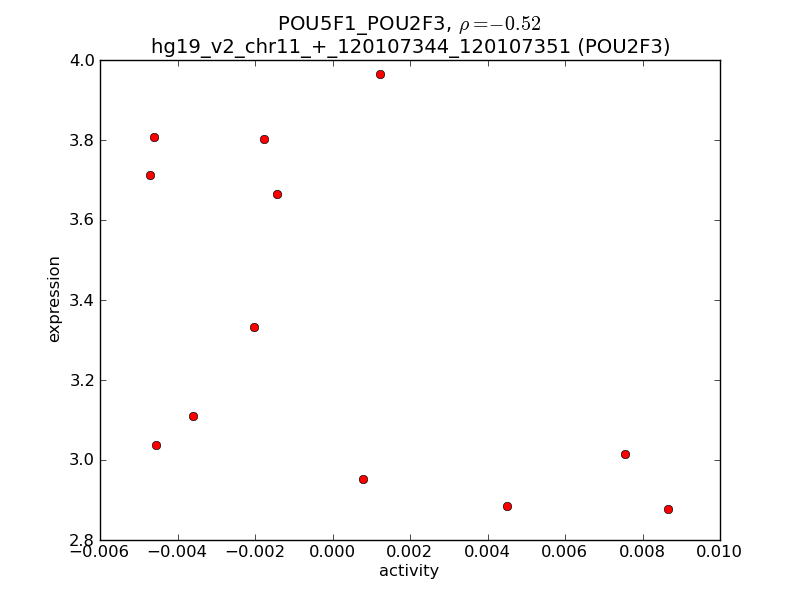 POU5F1_POU2F3, ρ = −0.52
hg19_v2_chr11_+_120107344_120107351 (POU2F3)
4.0
3.8
3.6
3.4
3.2
3.0
2.8
expression
−0.006 −0.004 −0.002 0.000 0.002 0.004 0.006 0.008 0.010
activity